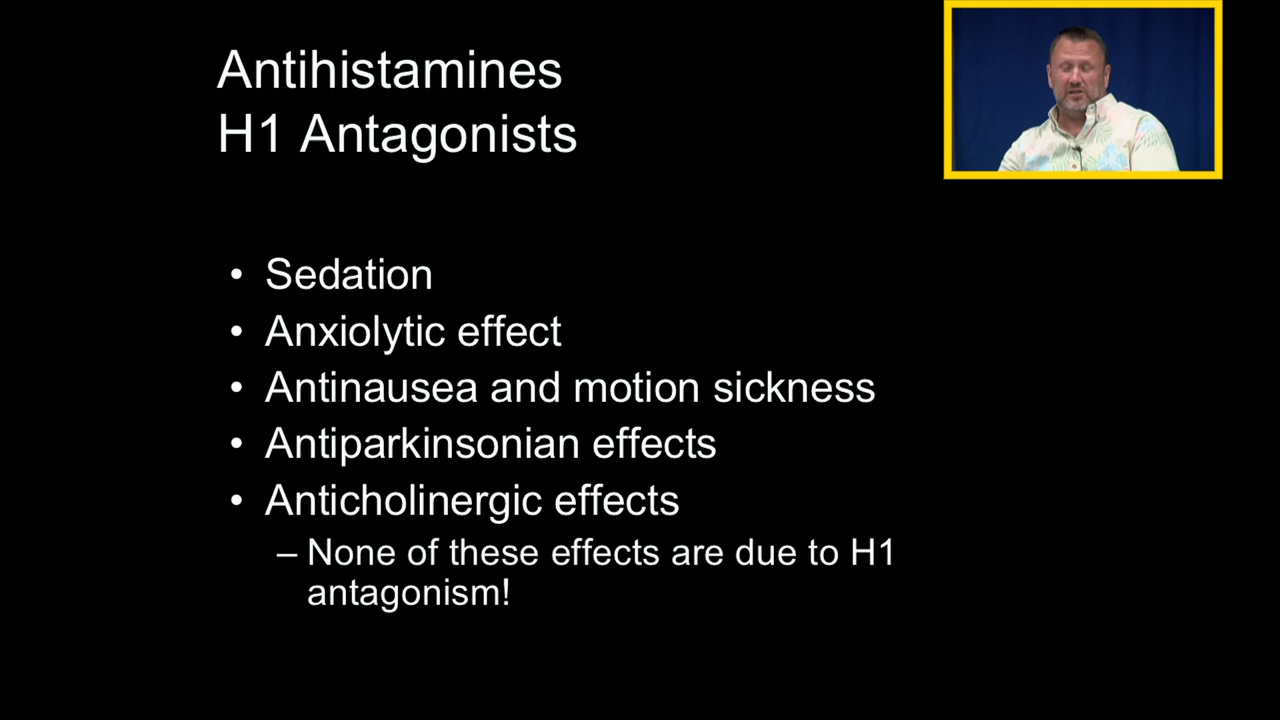 Antihistamines
H1 Antagonists
• Sedation
• Anxiolytic effect
• Antinausea and motion sickness
• Antiparkinsonian effects
• Anticholinergic effects
– None of these effects are due to H1
antagonism!